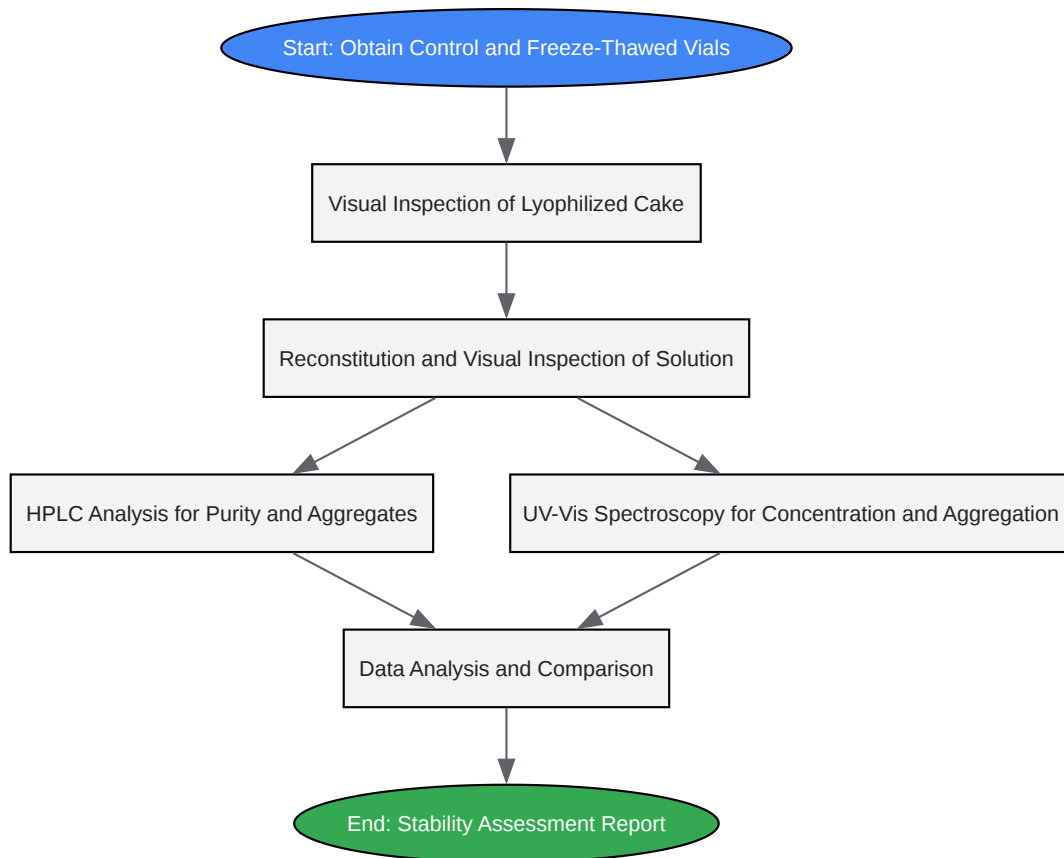 Start: Obtain Control and Freeze-Thawed Vials
Visual Inspection of Lyophilized Cake
Reconstitution and Visual Inspection of Solution
HPLC Analysis for Purity and Aggregates
UV-Vis Spectroscopy for Concentration and Aggregation
Data Analysis and Comparison
End: Stability Assessment Report